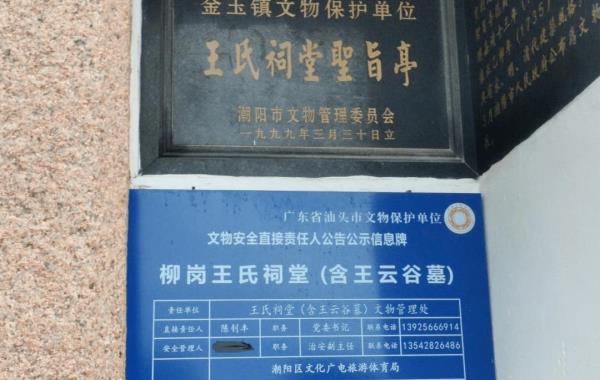 金玉镇文物保护单位
王氏祠堂聖旨亭
潮阳市文物管理委员会
一九九九年三月三十日立
广东省汕头市文物保护单位
文物安全直接责任人公告公示信息牌
柳岗王氏祠堂（含王云谷墓）
责任单位 王氏祠堂（含王云谷墓）文物管理处
直接责任人 陈创丰 职务 党委书记 联系电话 13925666914
安全管理人 职务 治安副主任 联系电话 13542826486
潮阳区文化广电旅游体育局